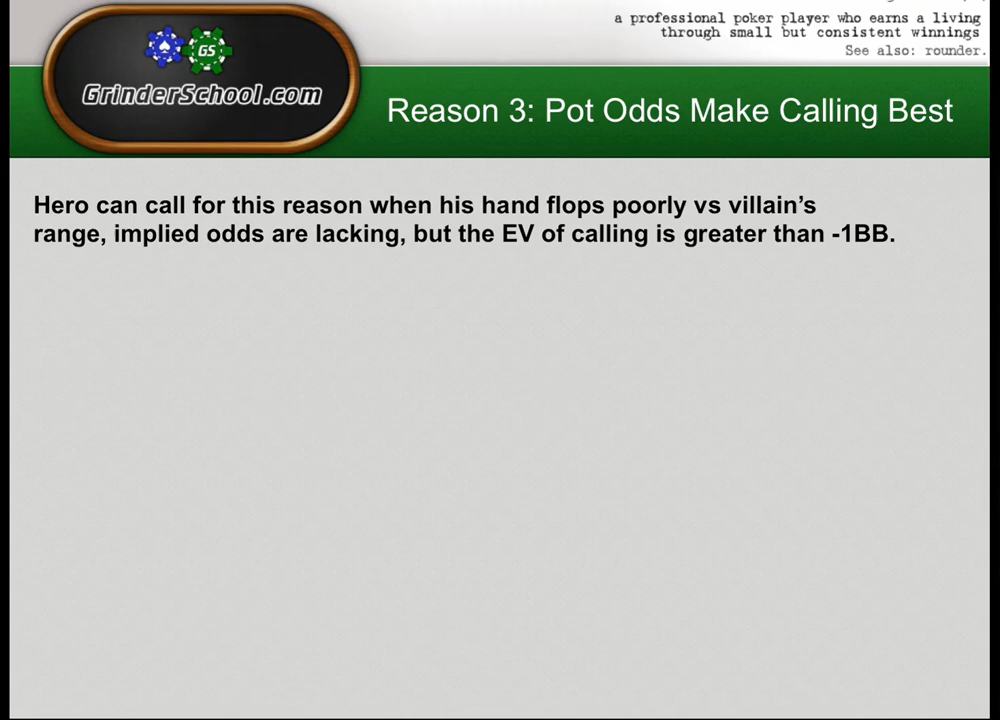 a professional poker player who earns a living
through small but consistent winnings
See also: rounder.
GS
GrinderSchool.com
Reason 3: Pot Odds Make Calling Best
Hero can call for this reason when his hand flops poorly vs villain’s
range, implied odds are lacking, but the EV of calling is greater than -1BB.